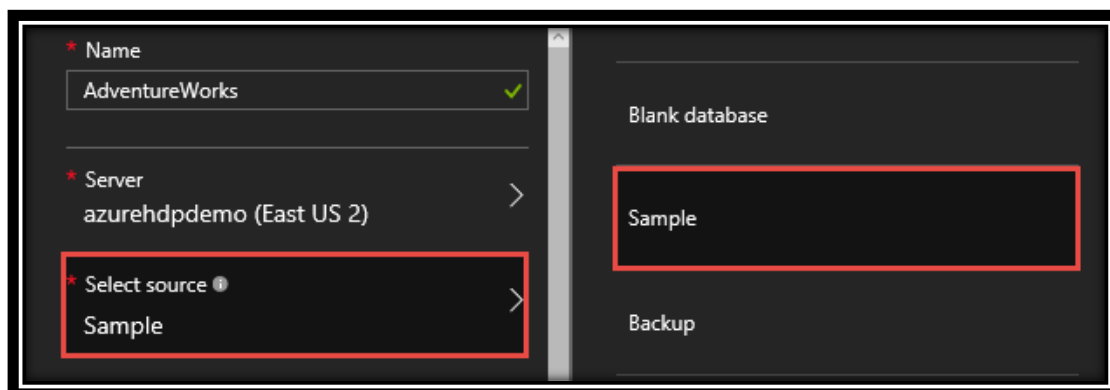 * Name
AdventureWorks
* Server
azurehdpdemo (East US 2)
* Select source
Sample
Blank database
Sample
Backup